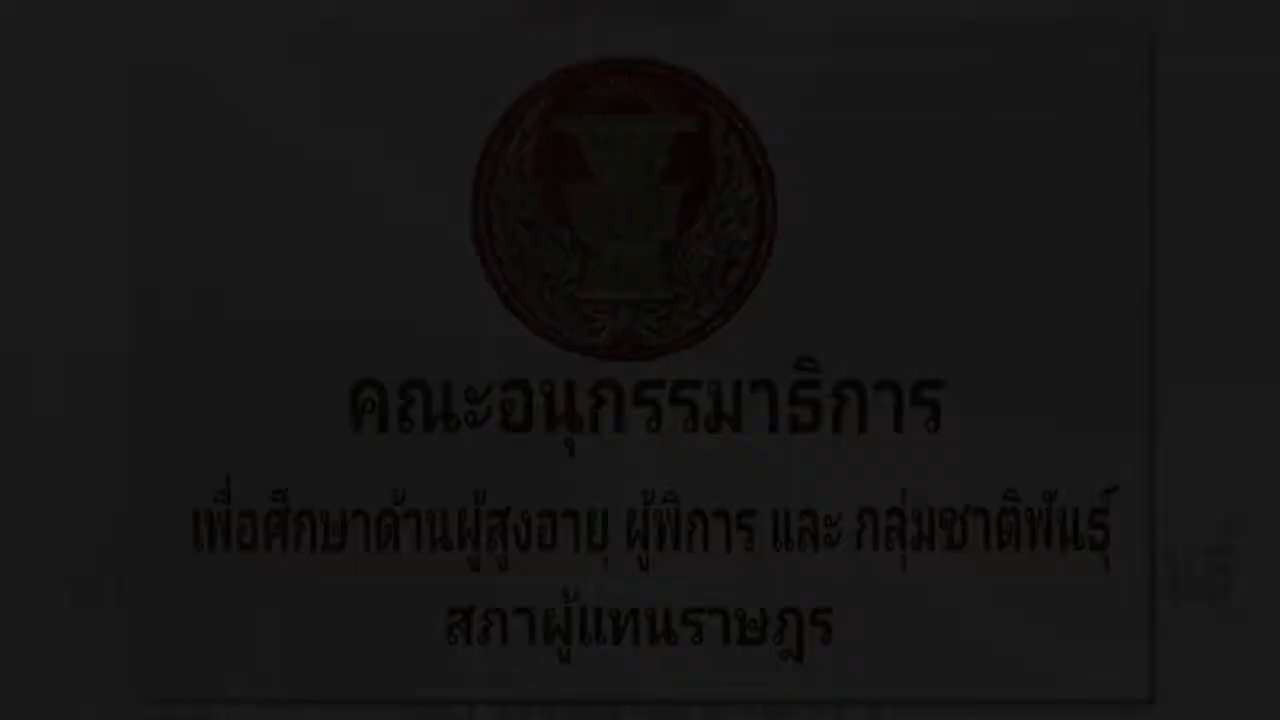 คณะอนุกรรมาธิการ
เพื่อศึกษาด้านผู้สูงอายุ ผู้พิการ และ กลุ่มชาติพันธุ์
สภาผู้แทนราษฎร